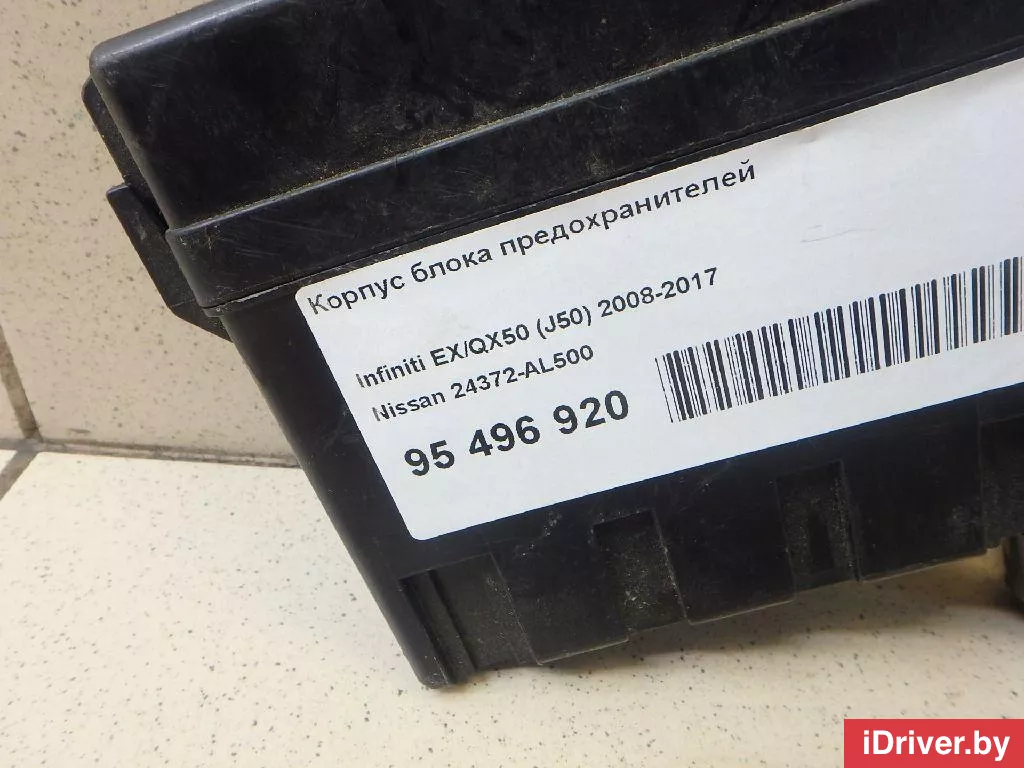 Корпус блока предохранителей
Infiniti EX/QX50 (J50) 2008-2017
Nissan 24372-AL500
95 496 920
iDriver.by